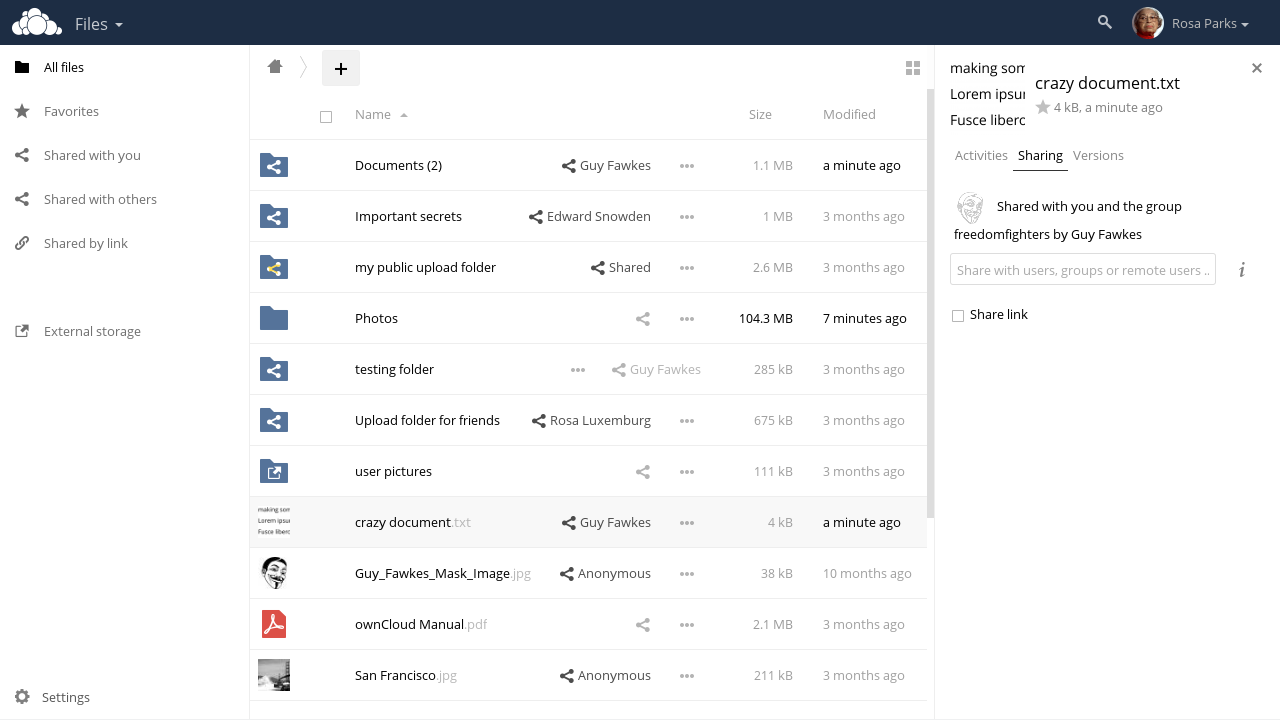 Files
Rosa Parks
All files
Favorites
Shared with you
Shared with others
Shared by link
External storage
Settings
+
Name Size Modified
Documents (2) Guy Fawkes ••• 1.1 MB a minute ago
Important secrets Edward Snowden ••• 1 MB 3 months ago
my public upload folder Shared ••• 2.6 MB 3 months ago
Photos ••• 104.3 MB 7 minutes ago
testing folder ••• Guy Fawkes 285 kB 3 months ago
Upload folder for friends Rosa Luxemburg ••• 675 kB 3 months ago
user pictures ••• 111 kB 3 months ago
making som
Lorem ipsu
Fusce liberc
crazy document.txt Guy Fawkes ••• 4 kB a minute ago
Guy_Fawkes_Mask_Image.jpg Anonymous ••• 38 kB 10 months ago
ownCloud Manual.pdf ••• 2.1 MB 3 months ago
San Francisco.jpg Anonymous ••• 211 kB 3 months ago
making som
Lorem ipsu
Fusce liberc
crazy document.txt
4 kB, a minute ago
Activities Sharing Versions
Shared with you and the group
freedomfighters by Guy Fawkes
Share with users, groups or remote users ..
i
Share link